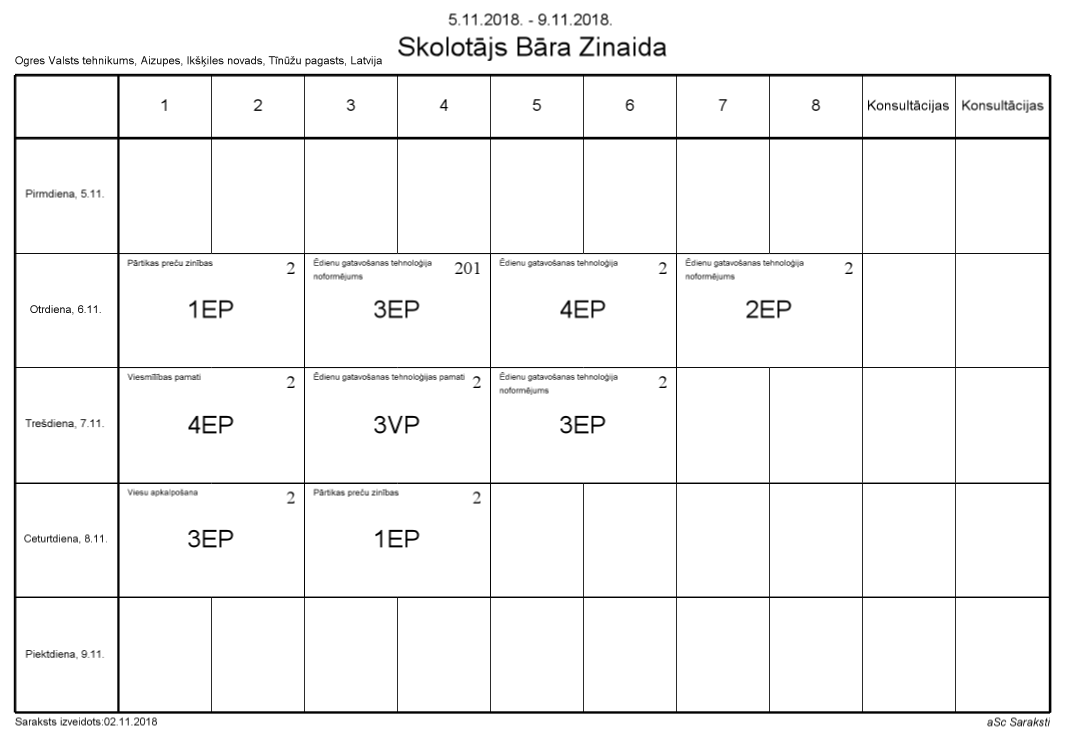 5.11.2018. - 9.11.2018.
Skolotājs Bāra Zinaida
Ogres Valsts tehnikums, Aizupes, Ikšķiles novads, Tīnūžu pagasts, Latvija
1 2 3 4 5 6 7 8 Konsultācijas Konsultācijas
Pirmdiena, 5.11.
Otrdiena, 6.11.
Pārtikas preču zinības 2
1EP
Ēdienu gatavošanas tehnoloģija 201
noformējums
3EP
Ēdienu gatavošanas tehnoloģija 2
4EP
Ēdienu gatavošanas tehnoloģija 2
noformējums
2EP
Trešdiena, 7.11.
Viesmīlības pamati 2
4EP
Ēdienu gatavošanas tehnoloģijas pamati 2
3VP
Ēdienu gatavošanas tehnoloģija 2
noformējums
3EP
Ceturtdiena, 8.11.
Viesu apkalpošana 2
3EP
Pārtikas preču zinības 2
1EP
Piektdiena, 9.11.
Saraksts izveidots:02.11.2018
aSc Saraksti